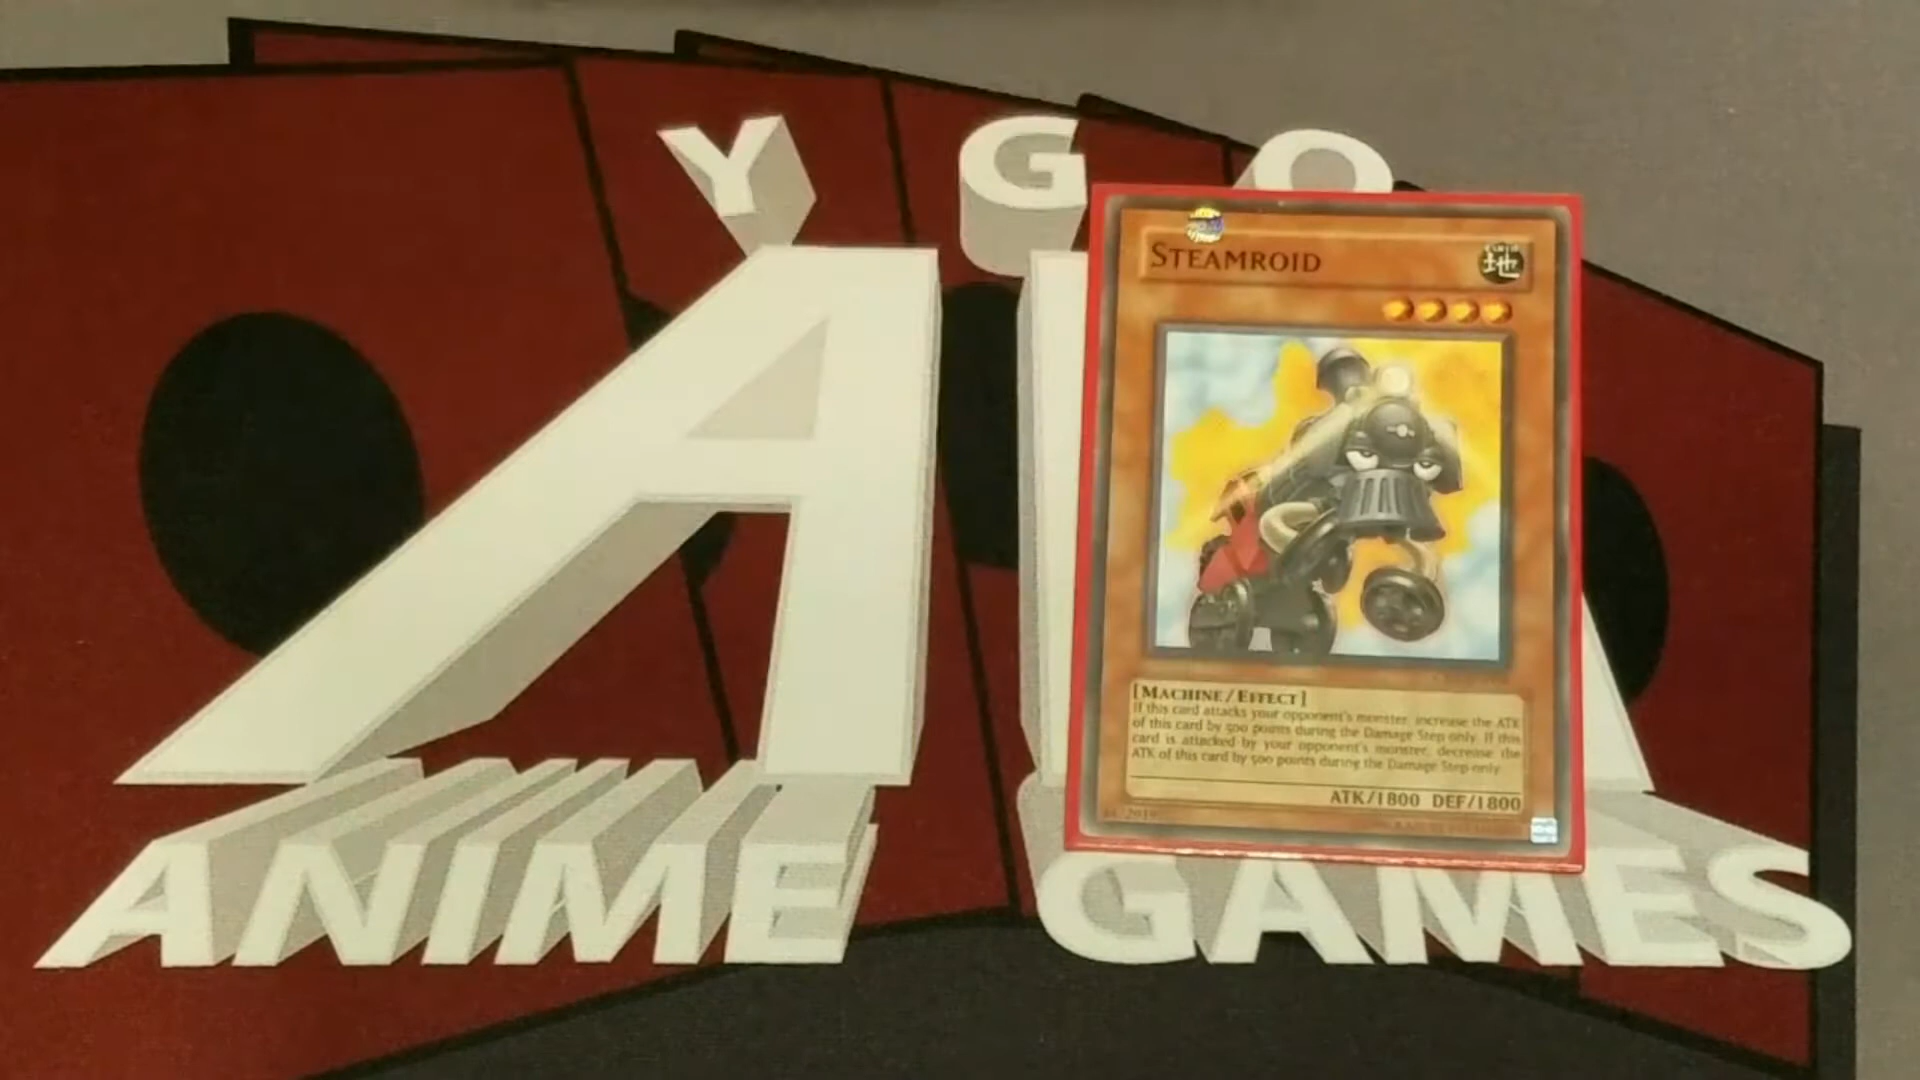 Y G O
A
ANIME GAMES
STEAMROID
地
[MACHINE/EFFECT]
If this card attacks your opponent's monster, increase the ATK
of this card by 500 points during the Damage Step only. If this
card is attacked by your opponent's monster, decrease the
ATK of this card by 500 points during the Damage Step only.
ATK/1800 DEF/1800